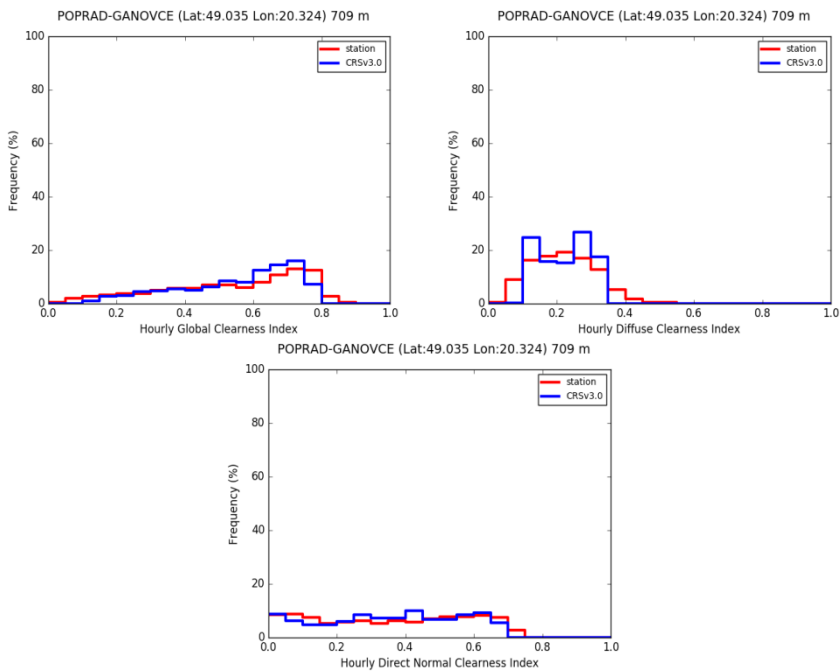 POPRAD-GANOVCE (Lat:49.035 Lon:20.324) 709 m
100
80
60
40
20
0
Frequency (%)
station
CRSv3.0
0.0 0.2 0.4 0.6 0.8 1.0
Hourly Global Clearness Index
POPRAD-GANOVCE (Lat:49.035 Lon:20.324) 709 m
100
80
60
40
20
0
Frequency (%)
station
CRSv3.0
0.0 0.2 0.4 0.6 0.8 1.0
Hourly Diffuse Clearness Index
POPRAD-GANOVCE (Lat:49.035 Lon:20.324) 709 m
100
80
60
40
20
0
Frequency (%)
station
CRSv3.0
0.0 0.2 0.4 0.6 0.8 1.0
Hourly Direct Normal Clearness Index